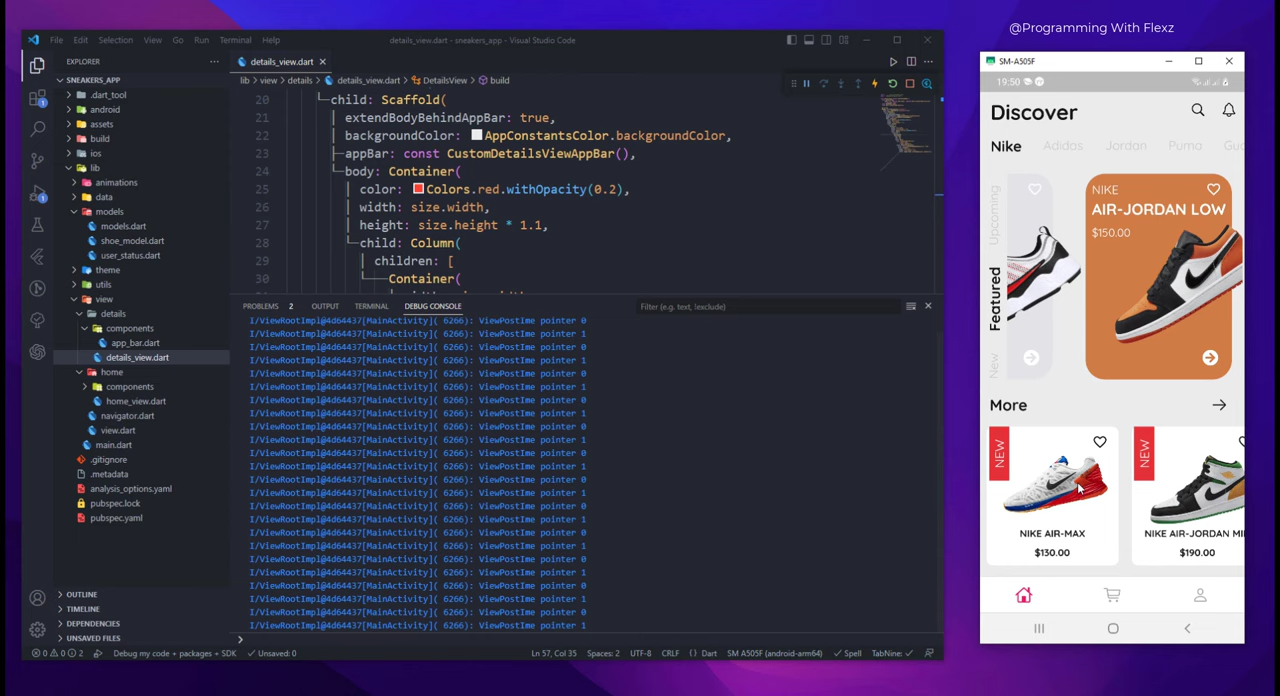 @Programming With Flexz
File Edit Selection View Go Run Terminal Help
details_view.dart - sneakers_app - Visual Studio Code
EXPLORER
SNEAKERS_APP
.dart_tool
android
assets
build
ios
lib
animations
data
models
models.dart
shoe_model.dart
user_status.dart
theme
utils
view
details
components
app_bar.dart
details_view.dart
home
components
home_view.dart
navigator.dart
view.dart
main.dart
.gitignore
.metadata
analysis_options.yaml
pubspec.lock
pubspec.yaml
OUTLINE
TIMELINE
DEPENDENCIES
UNSAVED FILES
details_view.dart
lib > view > details > details_view.dart > DetailsView > build
20 child: Scaffold(
21 extendBodyBehindAppBar: true,
22 backgroundColor: AppConstantsColor.backgroundColor,
23 appBar: const CustomDetailsViewAppBar(),
24 body: Container(
25 color: Colors.red.withOpacity(0.2),
26 width: size.width,
27 height: size.height * 1.1,
28 child: Column(
29 children: [
30 Container(
PROBLEMS 2 OUTPUT TERMINAL DEBUG CONSOLE
Filter (e.g. text, !exclude)
I/ViewRootImpl@4d64437[MainActivity]( 6266): ViewPostIme pointer 0
I/ViewRootImpl@4d64437[MainActivity]( 6266): ViewPostIme pointer 1
I/ViewRootImpl@4d64437[MainActivity]( 6266): ViewPostIme pointer 0
I/ViewRootImpl@4d64437[MainActivity]( 6266): ViewPostIme pointer 1
I/ViewRootImpl@4d64437[MainActivity]( 6266): ViewPostIme pointer 0
I/ViewRootImpl@4d64437[MainActivity]( 6266): ViewPostIme pointer 1
I/ViewRootImpl@4d64437[MainActivity]( 6266): ViewPostIme pointer 0
I/ViewRootImpl@4d64437[MainActivity]( 6266): ViewPostIme pointer 1
I/ViewRootImpl@4d64437[MainActivity]( 6266): ViewPostIme pointer 0
I/ViewRootImpl@4d64437[MainActivity]( 6266): ViewPostIme pointer 1
I/ViewRootImpl@4d64437[MainActivity]( 6266): ViewPostIme pointer 0
I/ViewRootImpl@4d64437[MainActivity]( 6266): ViewPostIme pointer 1
I/ViewRootImpl@4d64437[MainActivity]( 6266): ViewPostIme pointer 0
I/ViewRootImpl@4d64437[MainActivity]( 6266): ViewPostIme pointer 1
I/ViewRootImpl@4d64437[MainActivity]( 6266): ViewPostIme pointer 0
I/ViewRootImpl@4d64437[MainActivity]( 6266): ViewPostIme pointer 1
I/ViewRootImpl@4d64437[MainActivity]( 6266): ViewPostIme pointer 0
I/ViewRootImpl@4d64437[MainActivity]( 6266): ViewPostIme pointer 1
I/ViewRootImpl@4d64437[MainActivity]( 6266): ViewPostIme pointer 0
I/ViewRootImpl@4d64437[MainActivity]( 6266): ViewPostIme pointer 1
I/ViewRootImpl@4d64437[MainActivity]( 6266): ViewPostIme pointer 0
I/ViewRootImpl@4d64437[MainActivity]( 6266): ViewPostIme pointer 1
I/ViewRootImpl@4d64437[MainActivity]( 6266): ViewPostIme pointer 0
I/ViewRootImpl@4d64437[MainActivity]( 6266): ViewPostIme pointer 1
0 0 2 Debug my code + packages + SDK Unsaved: 0 Ln 57, Col 35 Spaces: 2 UTF-8 CRLF {} Dart SM A505F (android-arm64) Spell TabNine:
SM-A505F
19:50
Discover
Nike Adidas Jordan Puma Guc
Upcoming
Featured
New
NIKE
AIR-JORDAN LOW
$150.00
More
NEW
NIKE AIR-MAX
$130.00
NEW
NIKE AIR-JORDAN MI
$190.00